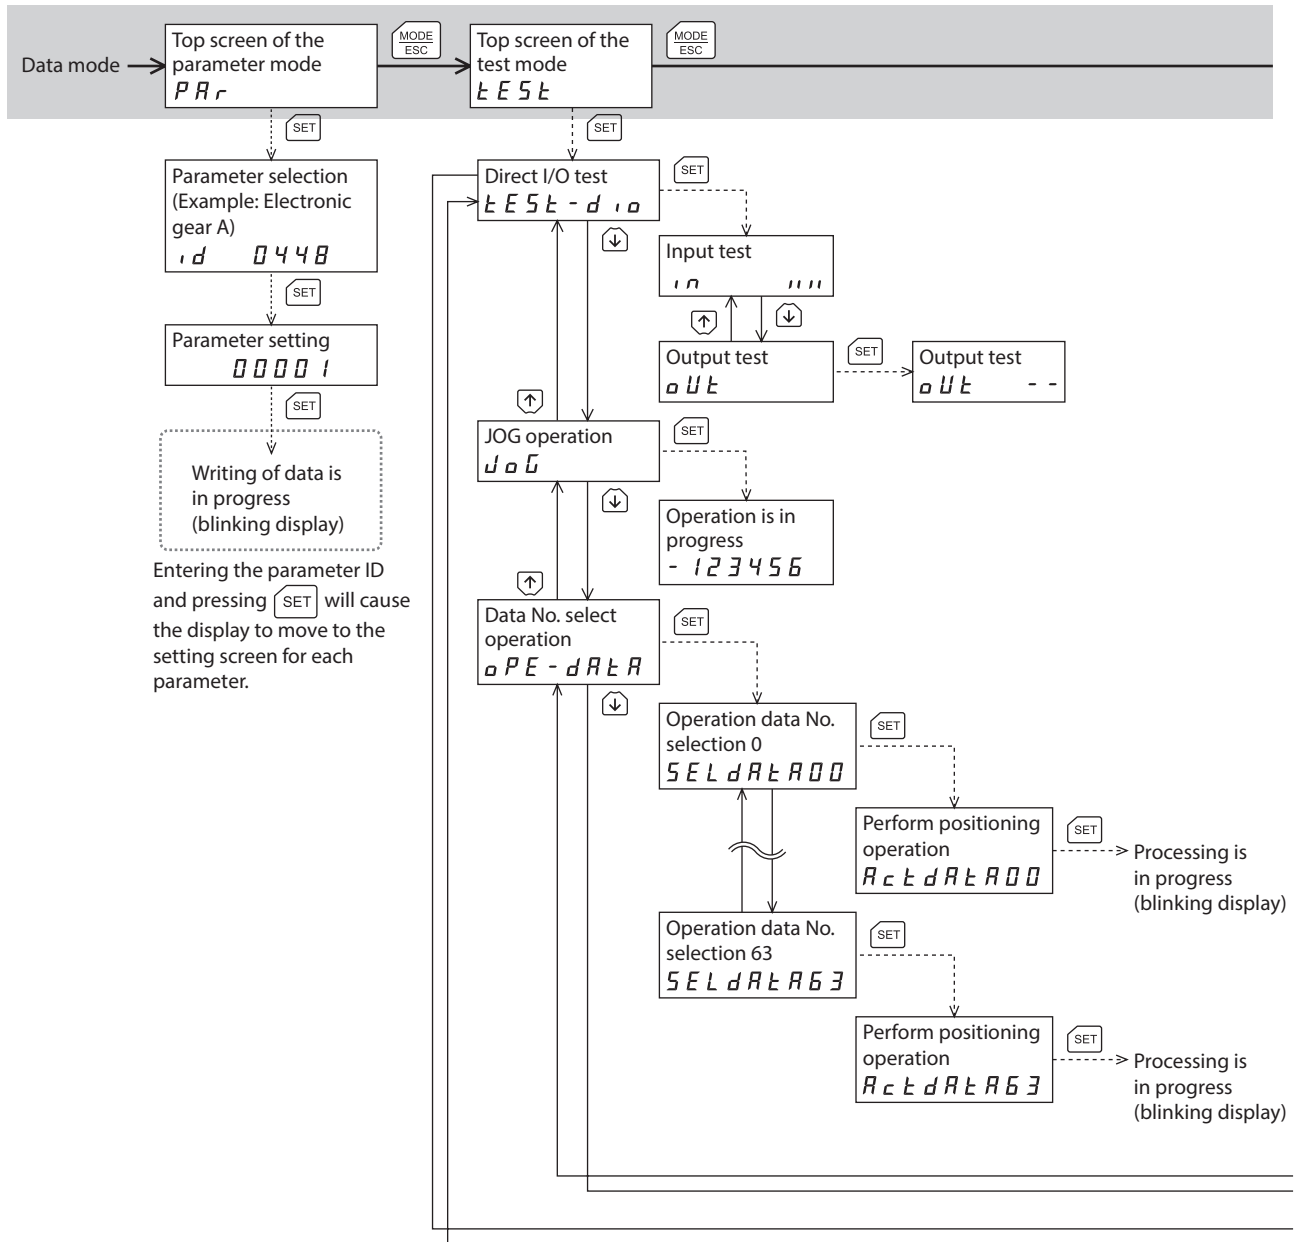 Data mode
Top screen of the
parameter mode
PAr
MODE
ESC
Top screen of the
test mode
tESt
MODE
ESC
SET
SET
Parameter selection
(Example: Electronic
gear A)
id 0448
SET
Parameter setting
00001
SET
Writing of data is
in progress
(blinking display)
Entering the parameter ID
and pressing SET will cause
the display to move to the
setting screen for each
parameter.
Direct I/O test
tESt-dio
SET
↓
Input test
in
↑ ↓
Output test
oUt
SET
Output test
oUt --
↑
JOG operation
JoG
SET
↓
Operation is in
progress
-123456
↑
Data No. select
operation
oPE-dAtA
SET
↓
Operation data No.
selection 0
SELdAtA00
SET
Perform positioning
operation
ActdAtA00
SET
Processing is
in progress
(blinking display)
Operation data No.
selection 63
SELdAtA63
SET
Perform positioning
operation
ActdAtA63
SET
Processing is
in progress
(blinking display)